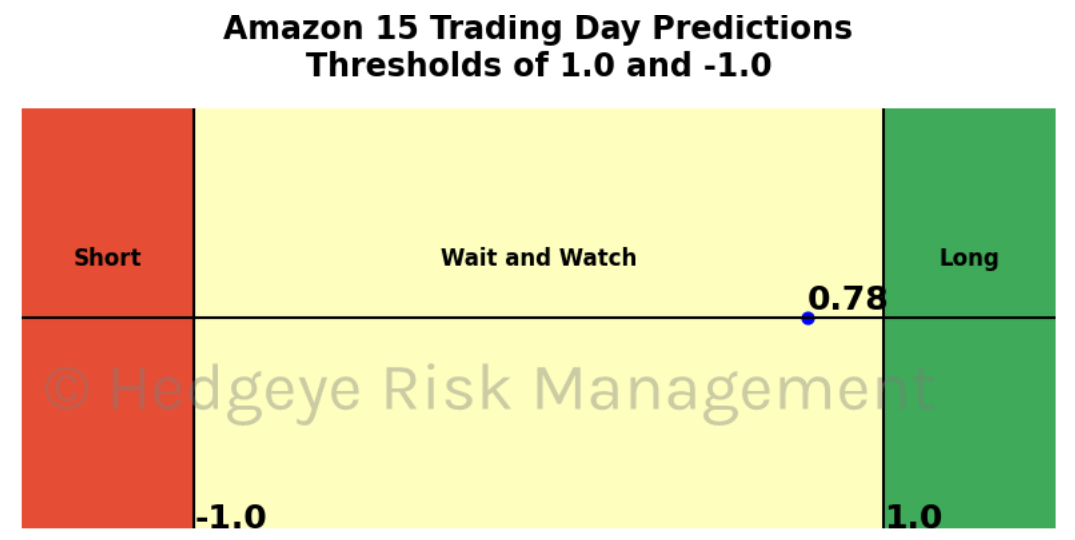 Amazon 15 Trading Day Predictions
Thresholds of 1.0 and -1.0
Short
Wait and Watch
Long
0.78
© Hedgeye Risk Management
-1.0
1.0